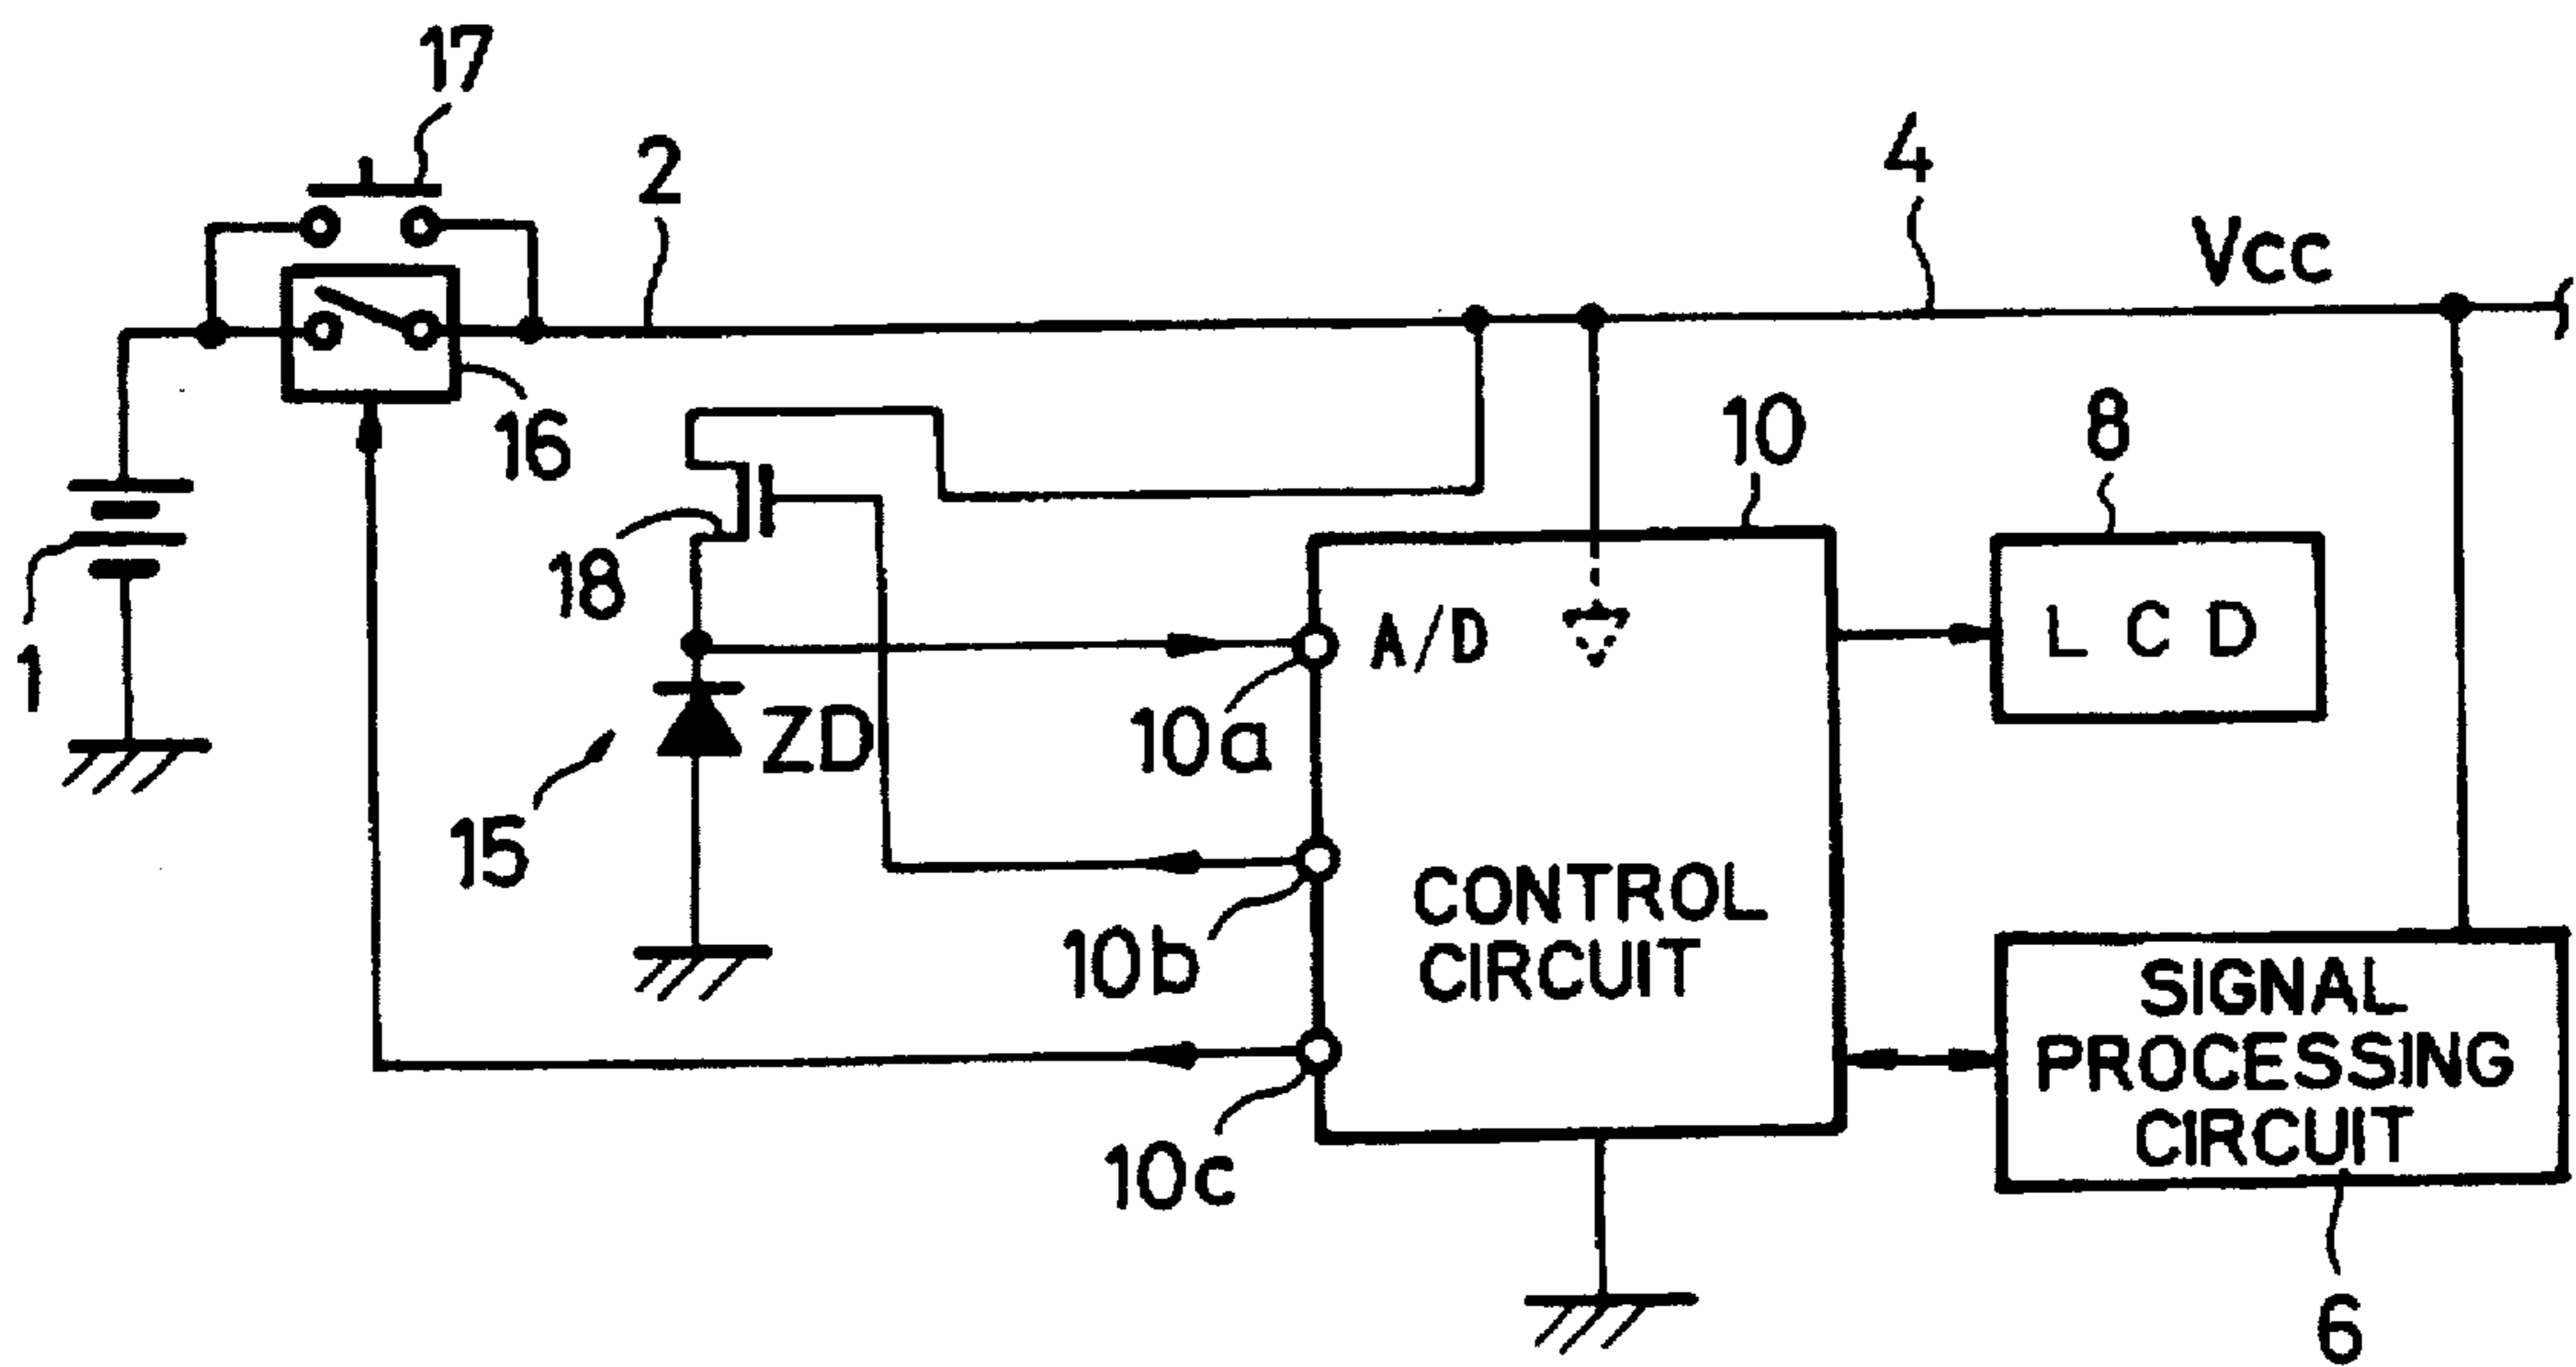 17
2
4
Vcc
16
10
8
18
1
A/D
L C D
10a
ZD
15
10b
CONTROL
CIRCUIT
SIGNAL
PROCESSING
CIRCUIT
10c
6